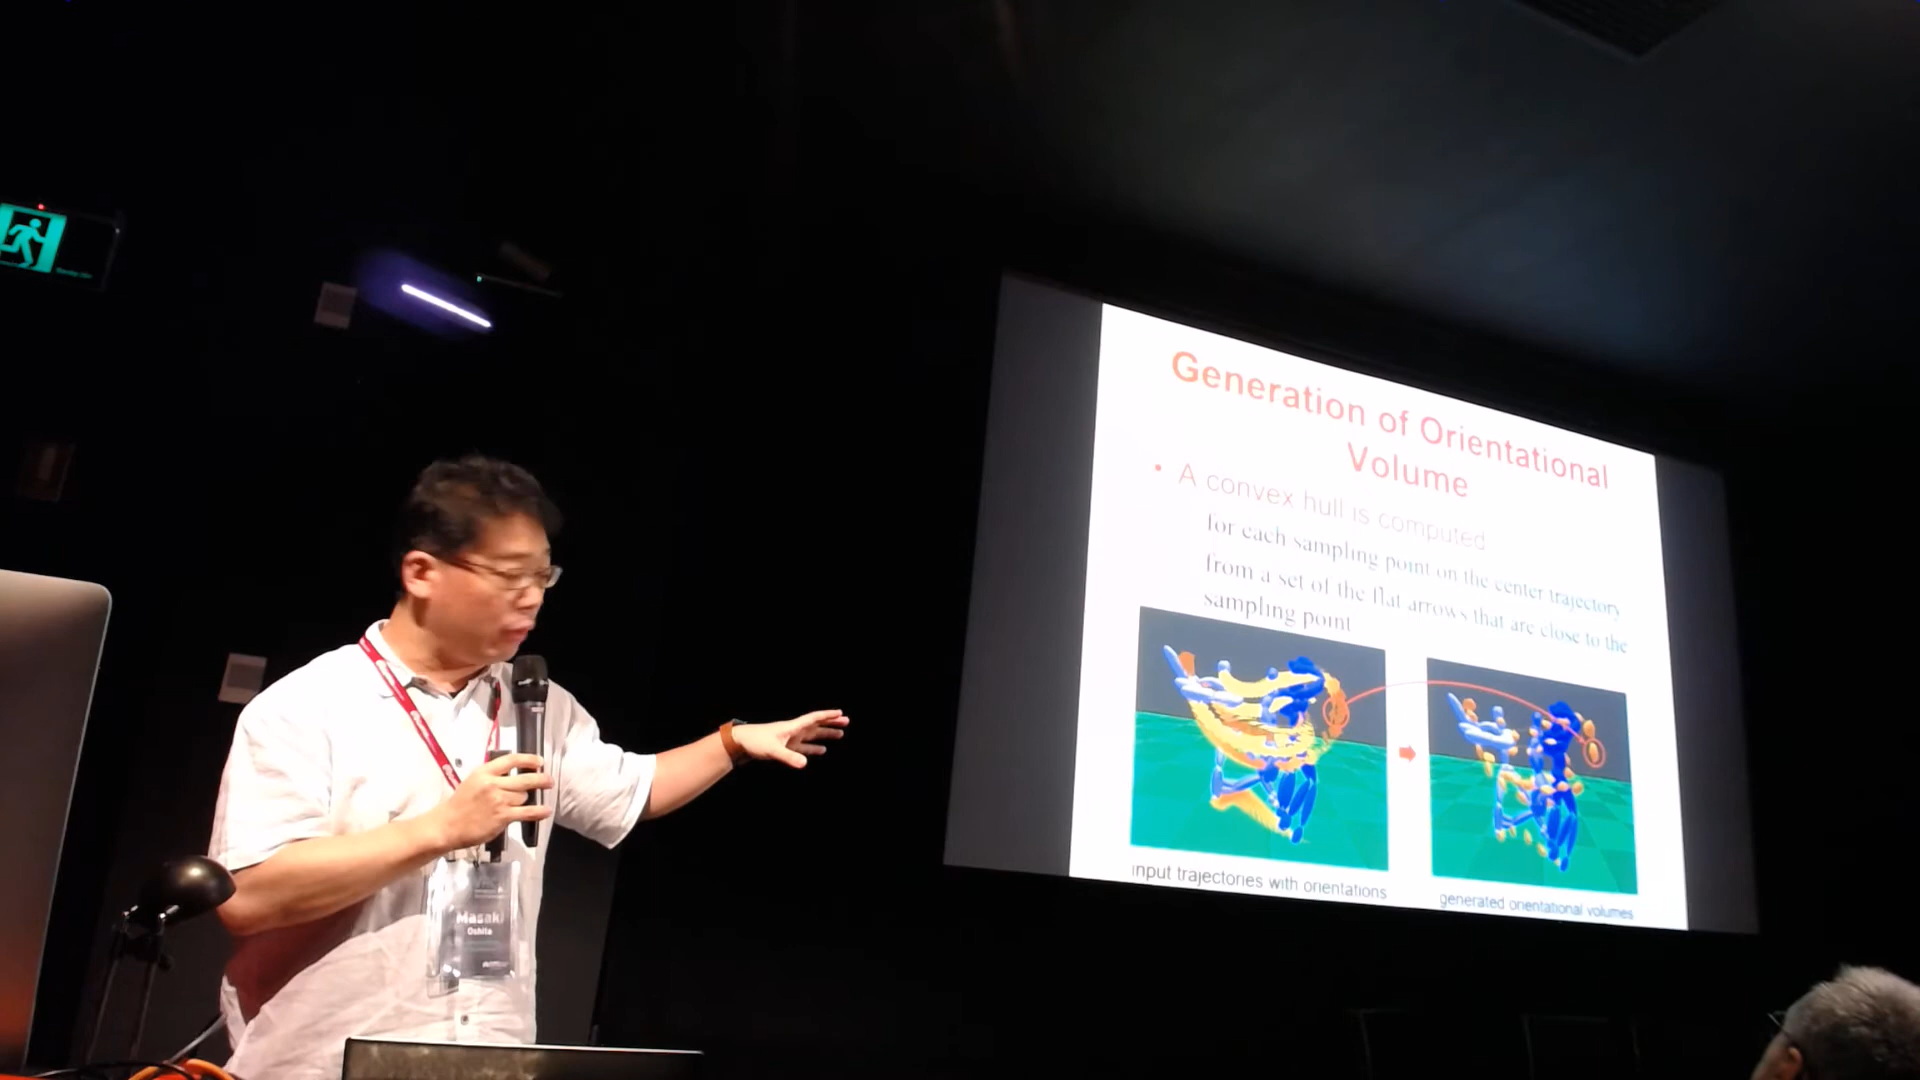 Generation of Orientational
Volume
• A convex hull is computed
for each sampling point on the center trajectory
from a set of the flat arrows that are close to the
sampling point
input trajectories with orientations
generated orientational volumes
Masaki
Oshita